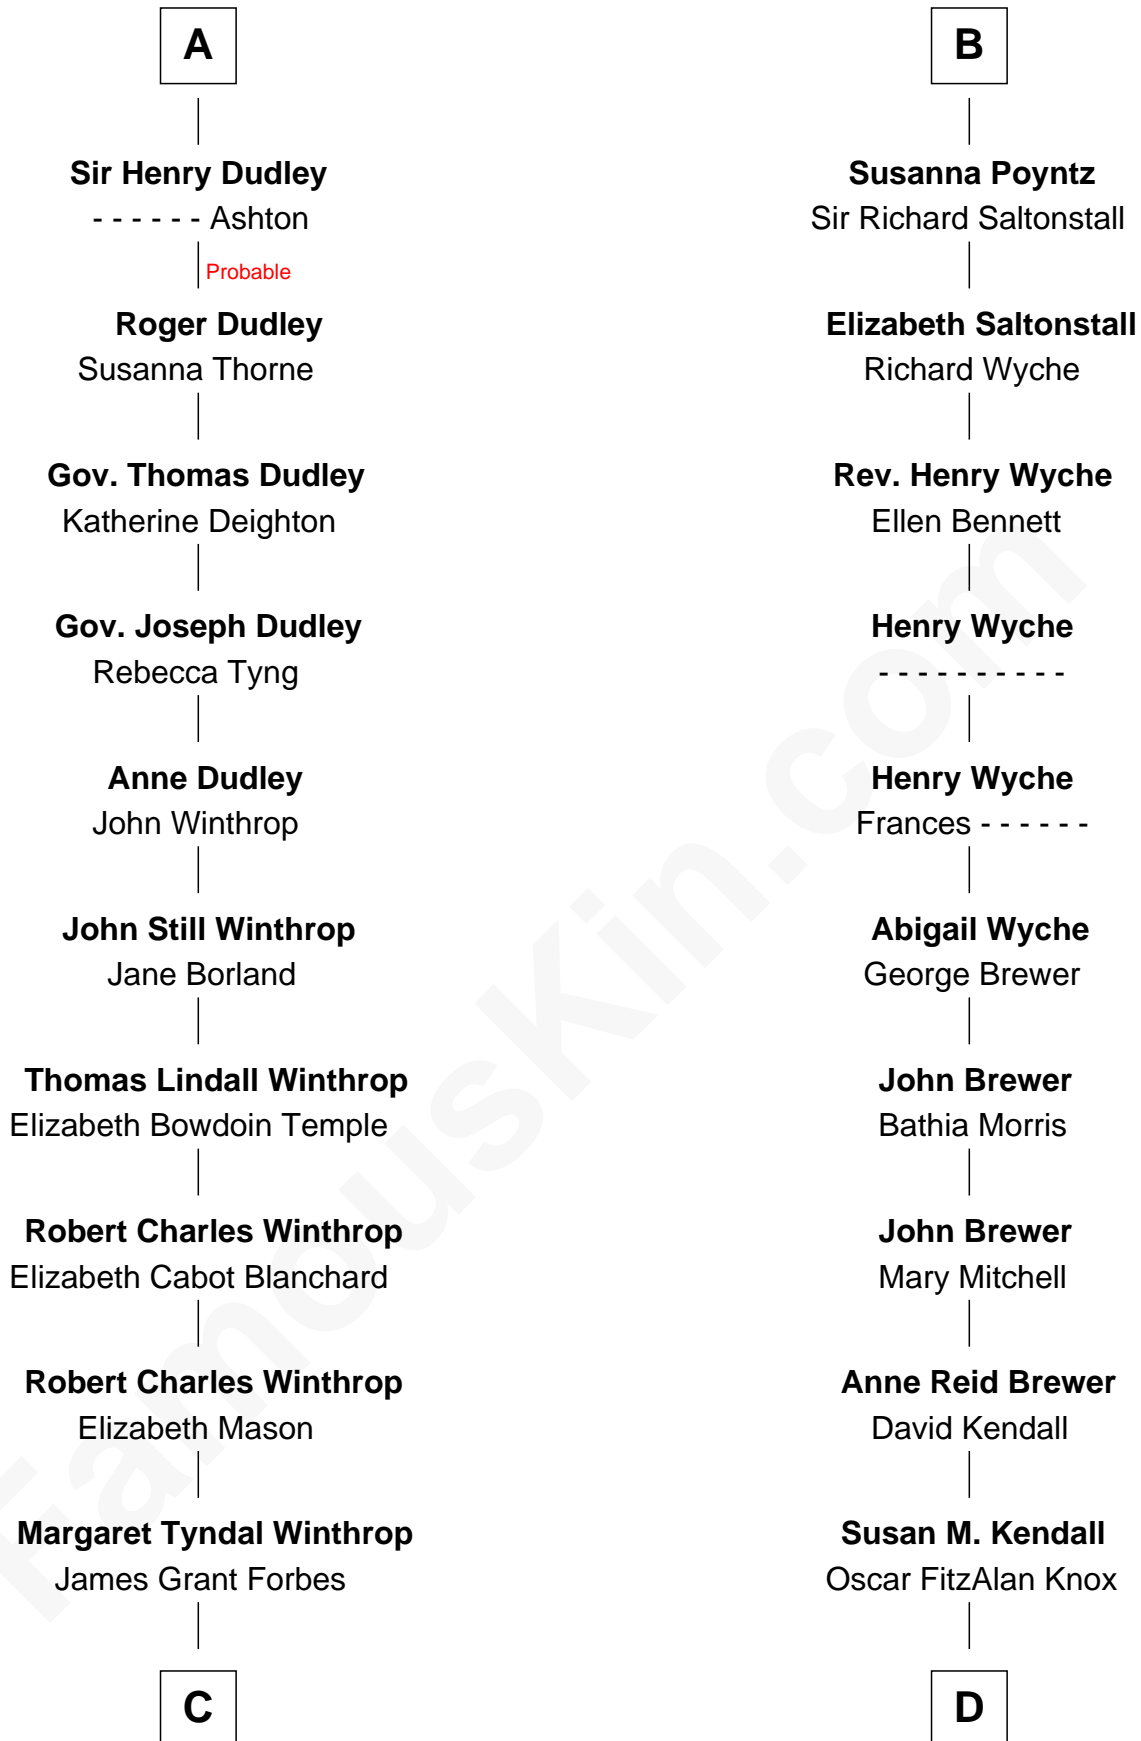 A
Sir Henry Dudley
- - - - - - Ashton
Probable
Roger Dudley
Susanna Thorne
Gov. Thomas Dudley
Katherine Deighton
Gov. Joseph Dudley
Rebecca Tyng
Anne Dudley
John Winthrop
John Still Winthrop
Jane Borland
Thomas Lindall Winthrop
Elizabeth Bowdoin Temple
Robert Charles Winthrop
Elizabeth Cabot Blanchard
Robert Charles Winthrop
Elizabeth Mason
Margaret Tyndal Winthrop
James Grant Forbes
C
B
Susanna Poyntz
Sir Richard Saltonstall
Elizabeth Saltonstall
Richard Wyche
Rev. Henry Wyche
Ellen Bennett
Henry Wyche
- - - - - - - - - -
Henry Wyche
Frances - - - - - -
Abigail Wyche
George Brewer
John Brewer
Bathia Morris
John Brewer
Mary Mitchell
Anne Reid Brewer
David Kendall
Susan M. Kendall
Oscar FitzAlan Knox
D
FamousKin.com